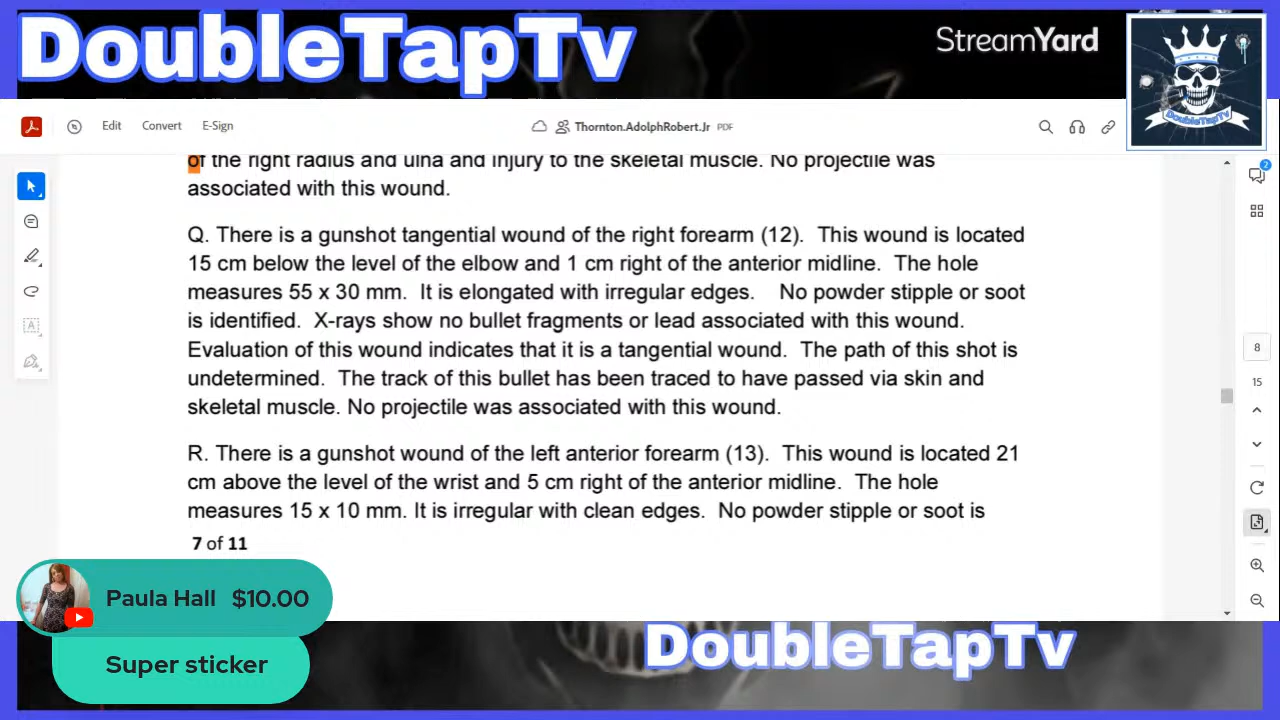 DoubleTapTv
StreamYard
DoubleTapTv
Edit Convert E-Sign
Thornton.AdolphRobert.Jr PDF
2
of the right radius and ulna and injury to the skeletal muscle. No projectile was
associated with this wound.
Q. There is a gunshot tangential wound of the right forearm (12). This wound is located
15 cm below the level of the elbow and 1 cm right of the anterior midline. The hole
measures 55 x 30 mm. It is elongated with irregular edges. No powder stipple or soot
is identified. X-rays show no bullet fragments or lead associated with this wound.
Evaluation of this wound indicates that it is a tangential wound. The path of this shot is
undetermined. The track of this bullet has been traced to have passed via skin and
skeletal muscle. No projectile was associated with this wound.
8
15
R. There is a gunshot wound of the left anterior forearm (13). This wound is located 21
cm above the level of the wrist and 5 cm right of the anterior midline. The hole
measures 15 x 10 mm. It is irregular with clean edges. No powder stipple or soot is
7 of 11
Paula Hall $10.00
Super sticker
DoubleTapTv